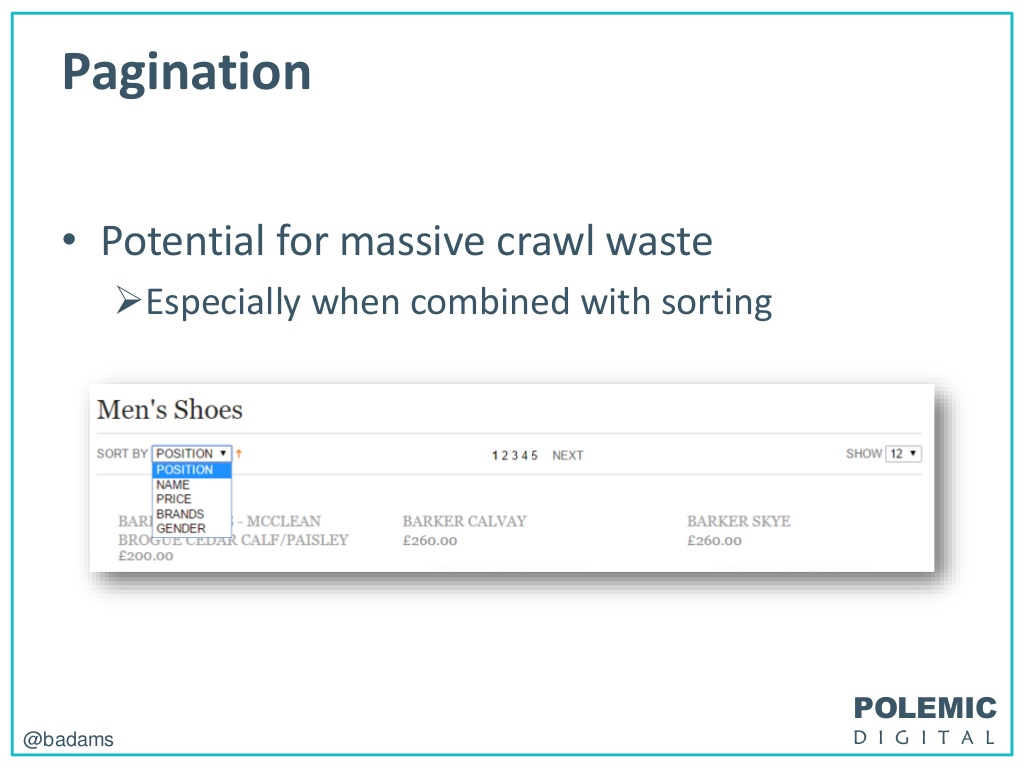 Pagination
• Potential for massive crawl waste
➢Especially when combined with sorting
Men's Shoes
SORT BY POSITION ▼ ↑ 1 2 3 4 5 NEXT SHOW 12 ▼
POSITION
NAME
PRICE
BRANDS
GENDER
- MCCLEAN BARKER CALVAY BARKER SKYE
BROGUE CEDAR CALF/PAISLEY £260.00 £260.00
£200.00
@badams
POLEMIC
DIGITAL